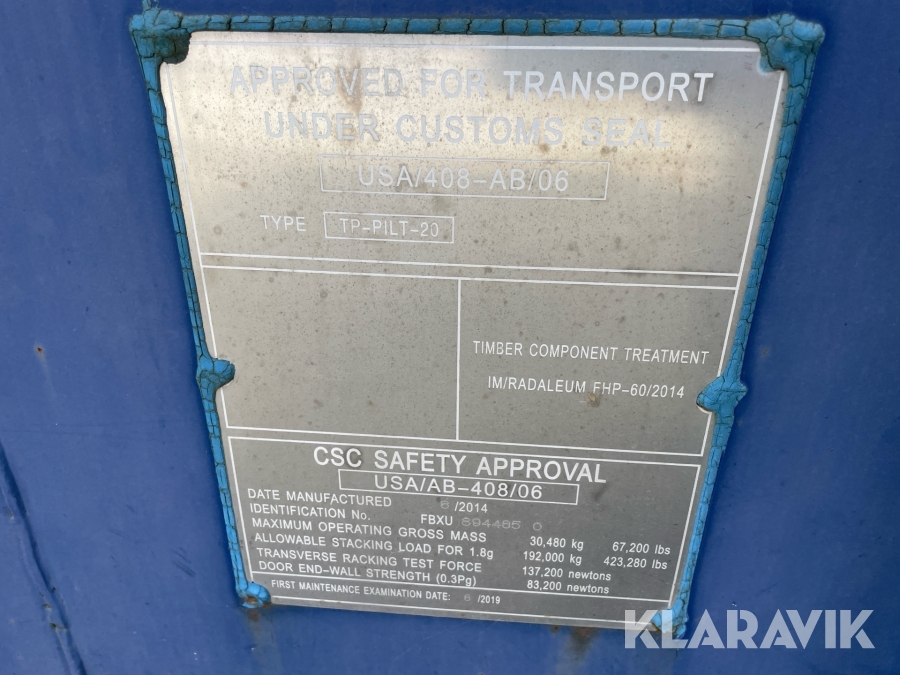 APPROVED FOR TRANSPORT
UNDER CUSTOMS SEAL
USA/408-AB/06
TYPE TP-PILT-20
TIMBER COMPONENT TREATMENT
IM/RADALEUM FHP-60/2014
CSC SAFETY APPROVAL
USA/AB-408/06
DATE MANUFACTURED 6/2014
IDENTIFICATION No. FBXU 0
MAXIMUM OPERATING GROSS MASS 30,480 kg 67,200 lbs
ALLOWABLE STACKING LOAD FOR 1.8g 192,000 kg 423,280 lbs
TRANSVERSE RACKING TEST FORCE 137,200 newtons
DOOR END-WALL STRENGTH (0.3Pg) 83,200 newtons
FIRST MAINTENANCE EXAMINATION DATE: 6 /2019
KLARAVIK